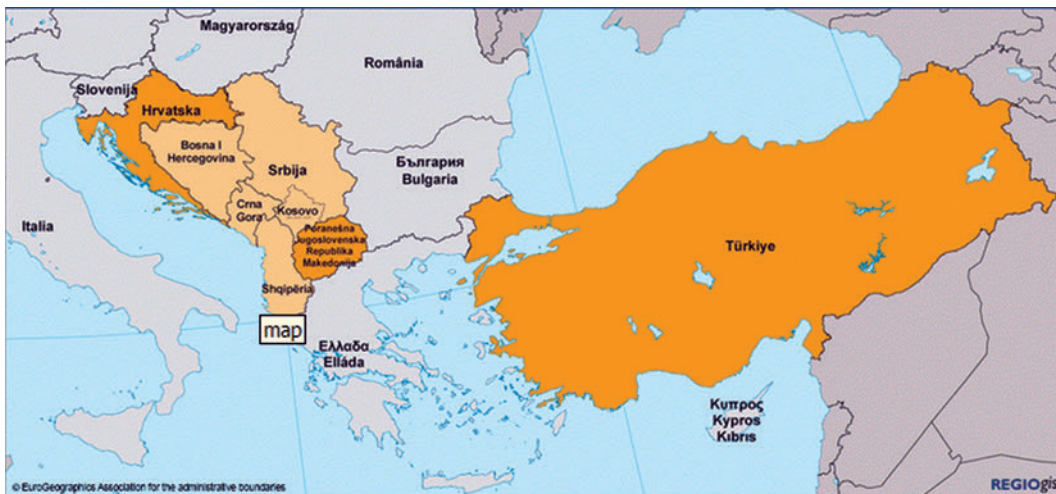 Magyarország
România
Slovenija
Hrvatska
Bosna I
Hercegovina
Srbija
България
Bulgaria
Crna
Gora
Kosovo
Italia
Poranešna
Jugoslovenska
Republika
Makedonija
Türkiye
Shqipëria
map
Ελλαδα
Elláda
Κυπρος
Kypros
Kıbrıs
© EuroGeographics Association for the administrative boundaries
REGIOgis